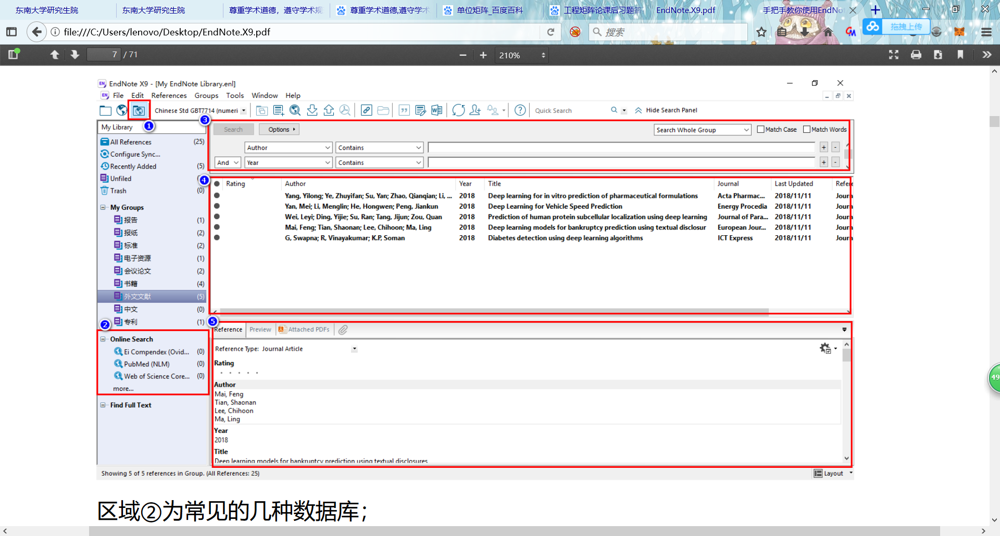 东南大学研究生院 东南大学研究生院 尊重学术道德，遵守学术规 尊重学术道德,遵守学术 单位矩阵_百度百科 工程矩阵论课后习题答 EndNote.X9.pdf 手把手教你使用EndNo
file:///C:/Users/lenovo/Desktop/EndNote.X9.pdf 搜索 拖拽上传
7 / 71 210%
EN EndNote X9 - [My EndNote Library.enl]
EN File Edit References Groups Tools Window Help
Chinese Std GBT7714 (numeri Quick Search Hide Search Panel
1 3
My Library Search Options Search Whole Group Match Case Match Words
All References (25)
Author Contains + -
Configure Sync...
And Year Contains + -
Recently Added (5)
Unfiled
4
Trash (0)
Rating Author Year Title Journal Last Updated Refere
Yang, Yilong; Ye, Zhuyifan; Su, Yan; Zhao, Qianqian; Li, ... 2018 Deep learning for in vitro prediction of pharmaceutical formulations Acta Pharmac... 2018/11/11 Journ
Yan, Mei; Li, Menglin; He, Hongwen; Peng, Jiankun 2018 Deep Learning for Vehicle Speed Prediction Energy Procedia 2018/11/11 Journ
Wei, Leyi; Ding, Yijie; Su, Ran; Tang, Jijun; Zou, Quan 2018 Prediction of human protein subcellular localization using deep learning Journal of Para... 2018/11/11 Journ
Mai, Feng; Tian, Shaonan; Lee, Chihoon; Ma, Ling 2018 Deep learning models for bankruptcy prediction using textual disclosur European Jour... 2018/11/11 Journ
G, Swapna; R, Vinayakumar; K.P, Soman 2018 Diabetes detection using deep learning algorithms ICT Express 2018/11/11 Journ
My Groups
报告 (1)
报纸 (2)
标准 (2)
电子资源 (1)
会议论文 (2)
书籍 (4)
外文文献 (5)
中文 (0)
专利 (1)
2 5
Online Search
Ei Compendex (Ovid... (0)
PubMed (NLM) (0)
Web of Science Core... (0)
more...
Find Full Text
Reference Preview Attached PDFs
Reference Type: Journal Article
Rating
Author
Mai, Feng
Tian, Shaonan
Lee, Chihoon
Ma, Ling
Year
2018
Title
Deep learning models for bankruptcy prediction using textual disclosures
49
Showing 5 of 5 references in Group. (All References: 25) Layout
区域②为常见的几种数据库；